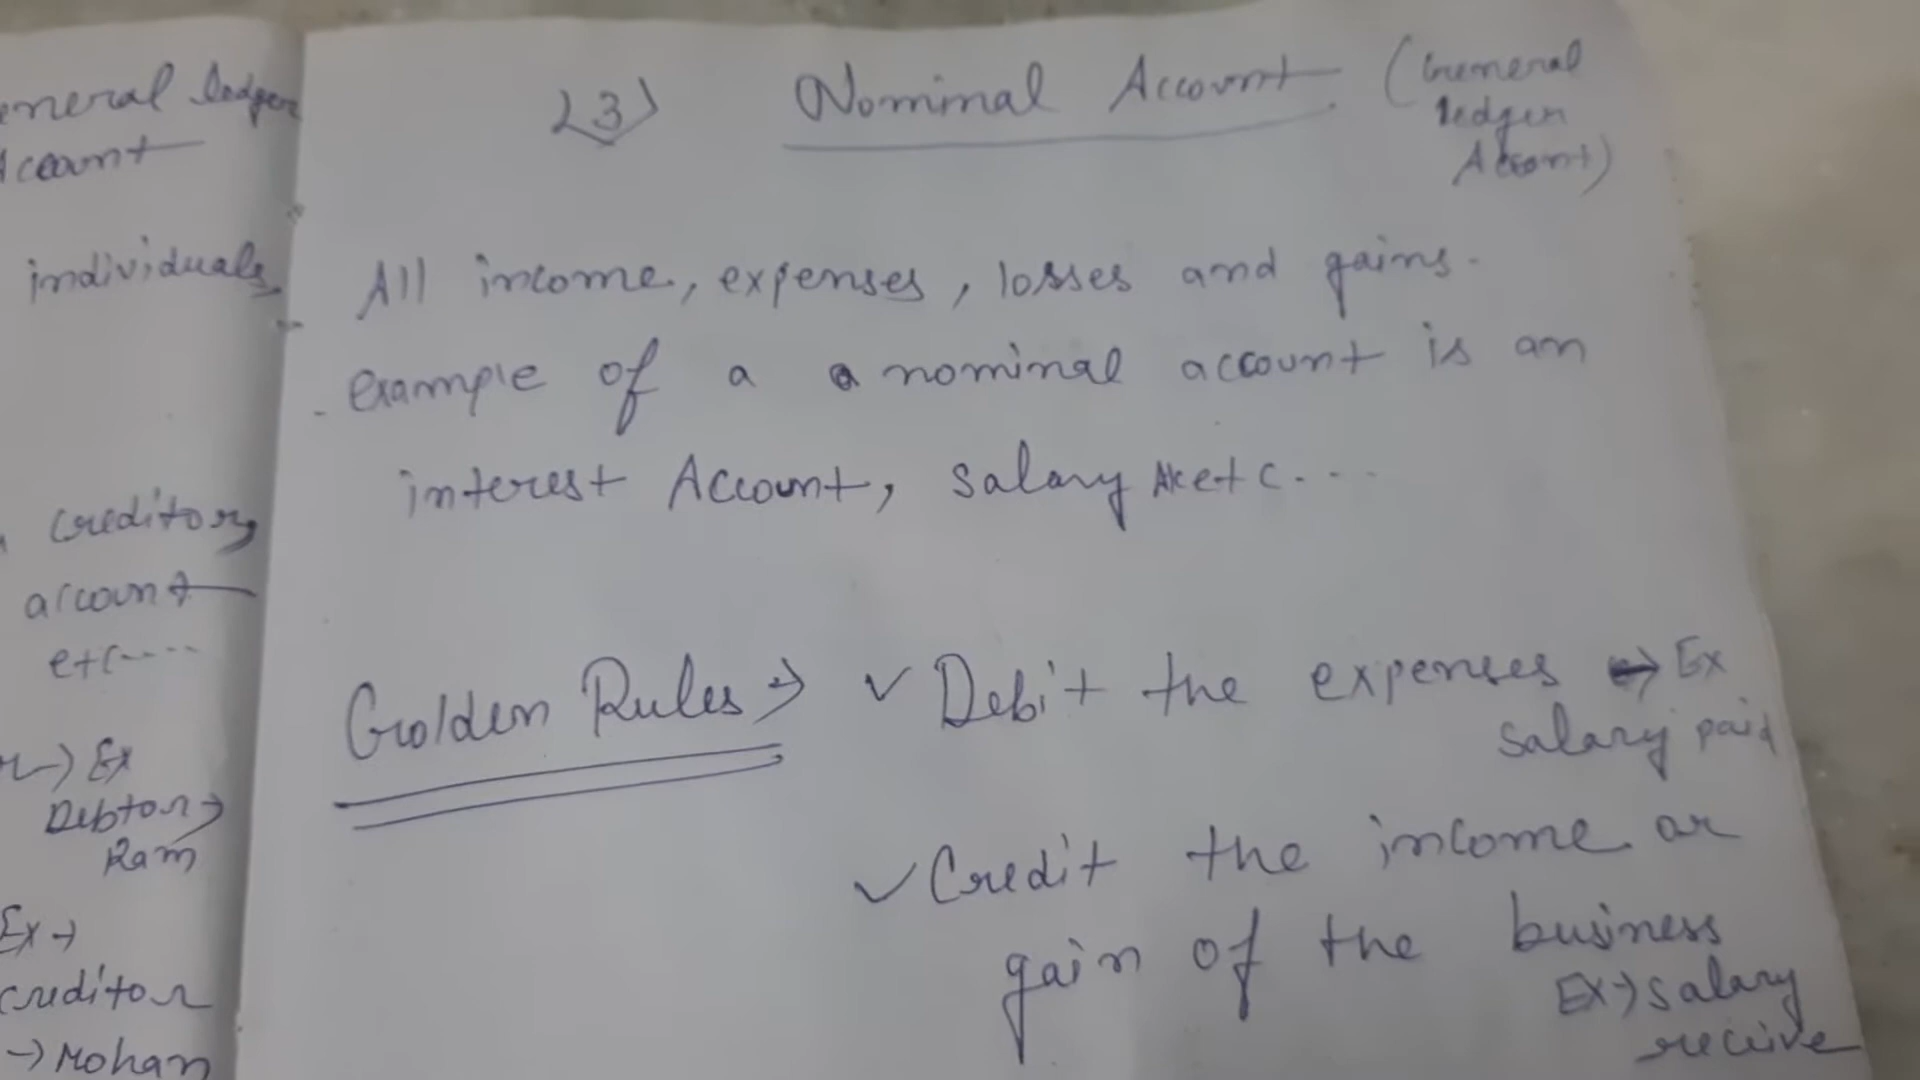 eneral ledger
Account
individuals,
creditors
account
etc....
r → Ex
Debtor →
Ram
Ex →
creditor
→ Mohan
<3> Nominal Account (General
ledger
Account)
All income, expenses, losses and gains.
example of a a nominal account is an
interest Account, salary A/c etc....
Golden Rules → ✓ Debit the expenses → Ex
salary paid
✓ Credit the income or
gain of the business
Ex → salary
receive